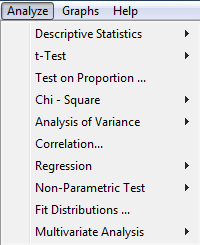 Analyze Graphs Help
Descriptive Statistics
t-Test
Test on Proportion ...
Chi - Square
Analysis of Variance
Correlation...
Regression
Non-Parametric Test
Fit Distributions ...
Multivariate Analysis